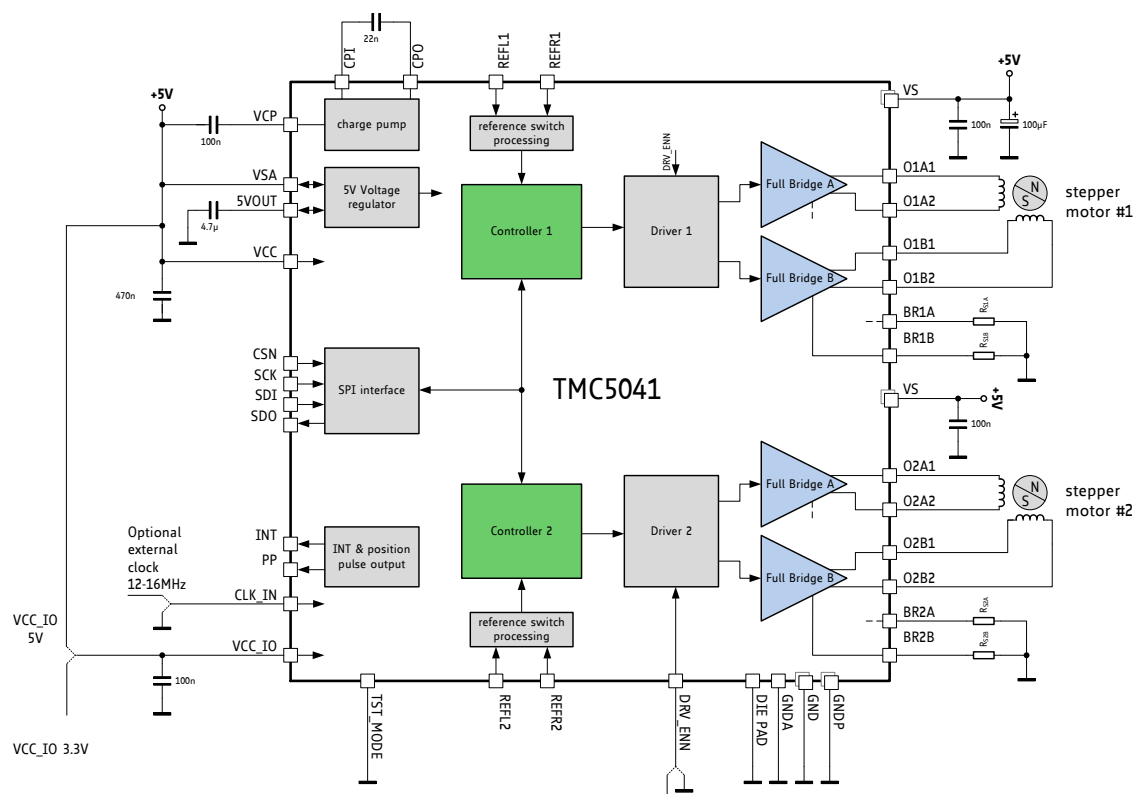 22n
CPI
CPO
REFL1
REFR1
+5V
+5V
VCP
100n
charge pump
reference switch
processing
DRV_ENN
VS
100n
+
100µF
VSA
5VOUT
4.7µ
5V Voltage
regulator
Controller 1
Driver 1
Full Bridge A
O1A1
O1A2
N
S
stepper
motor #1
VCC
470n
Full Bridge B
O1B1
O1B2
BR1A
RS1A
BR1B
RS1B
CSN
SCK
SDI
SDO
SPI interface
TMC5041
VS
+5V
100n
Full Bridge A
O2A1
O2A2
N
S
stepper
motor #2
INT
PP
INT & position
pulse output
Controller 2
Driver 2
Full Bridge B
O2B1
O2B2
Optional
external
clock
12-16MHz
CLK_IN
reference switch
processing
BR2A
RS2A
BR2B
RS2B
VCC_IO
5V
VCC_IO
100n
TST_MODE
REFL2
REFR2
DRV_ENN
DIE PAD
GNDA
GND
GNDP
VCC_IO 3.3V